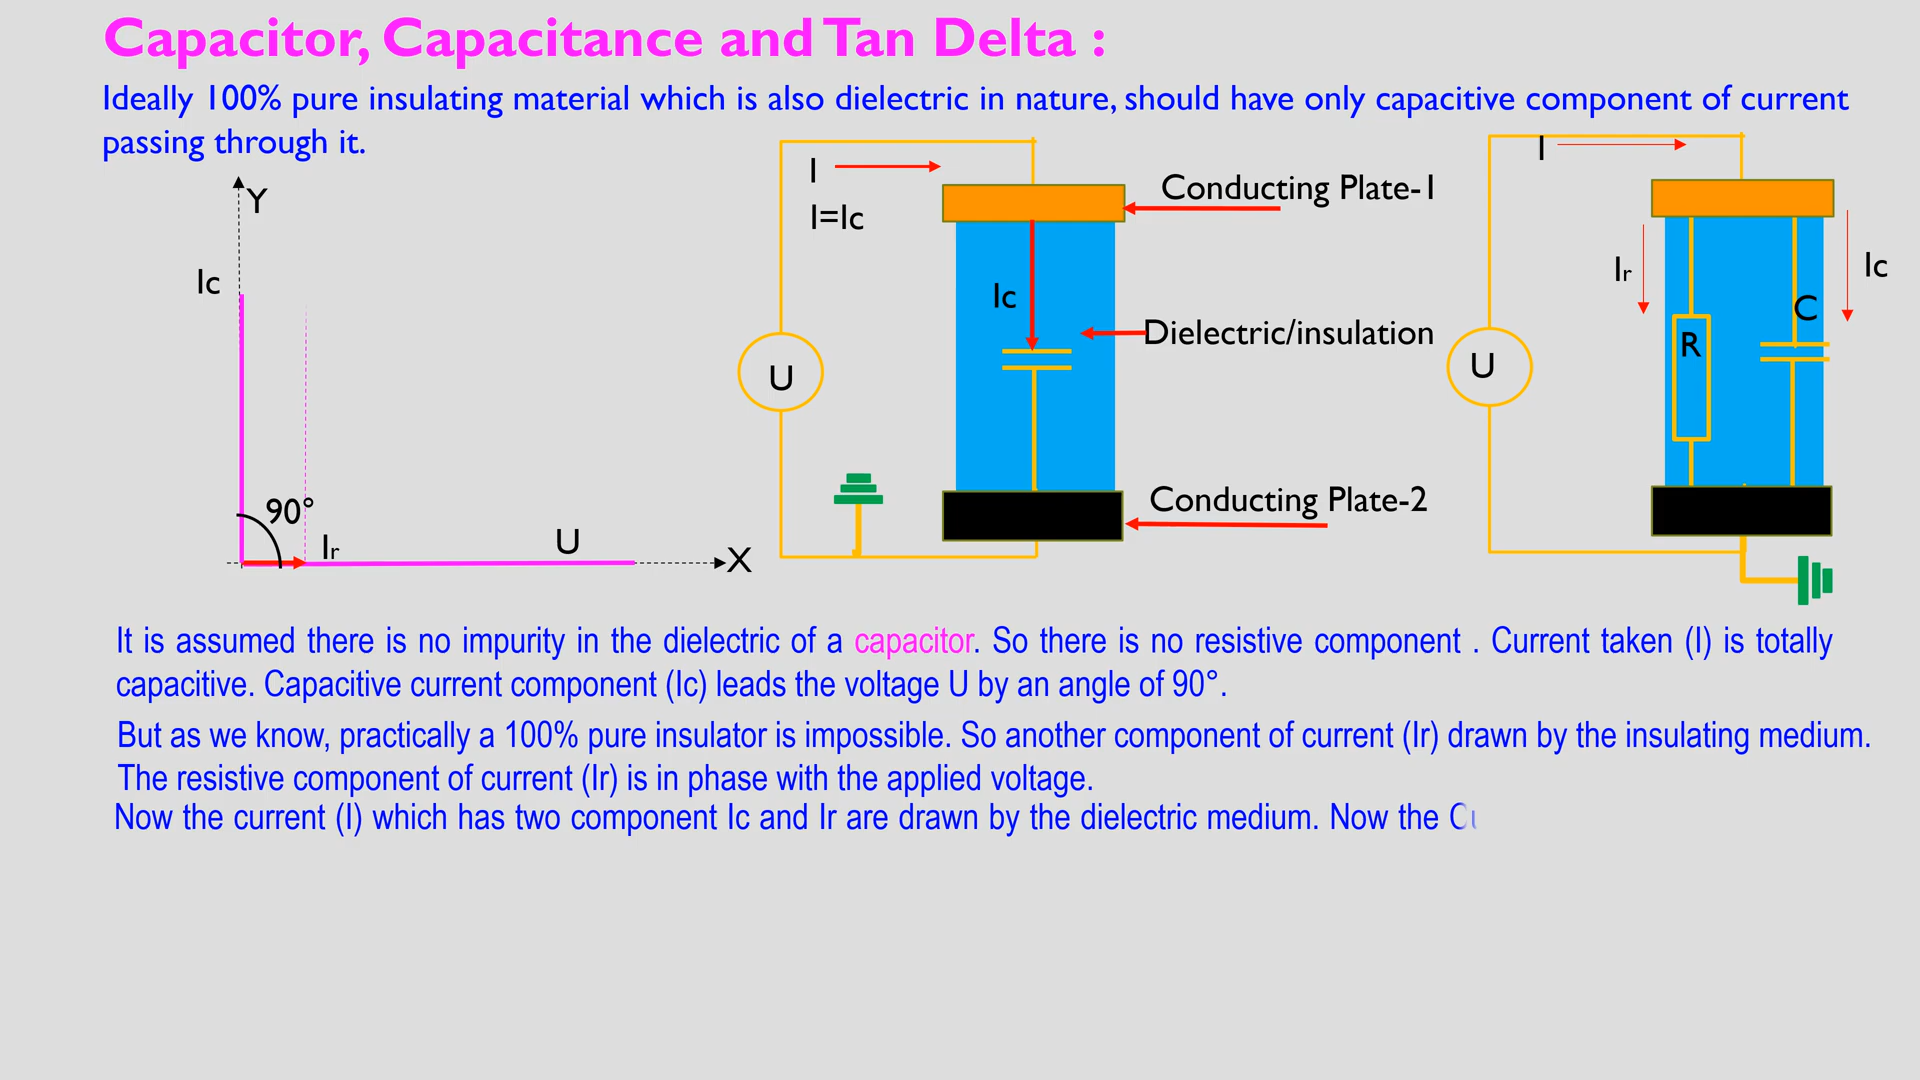 Capacitor, Capacitance and Tan Delta :
Ideally 100% pure insulating material which is also dielectric in nature, should have only capacitive component of current
passing through it.
Y
Ic
90°
Ir
U
X
I
I=Ic
Conducting Plate-1
Ic
Dielectric/insulation
U
Conducting Plate-2
I
Ir
Ic
C
R
U
It is assumed there is no impurity in the dielectric of a capacitor. So there is no resistive component . Current taken (I) is totally
capacitive. Capacitive current component (Ic) leads the voltage U by an angle of 90°.
But as we know, practically a 100% pure insulator is impossible. So another component of current (Ir) drawn by the insulating medium.
The resistive component of current (Ir) is in phase with the applied voltage.
Now the current (I) which has two component Ic and Ir are drawn by the dielectric medium. Now the